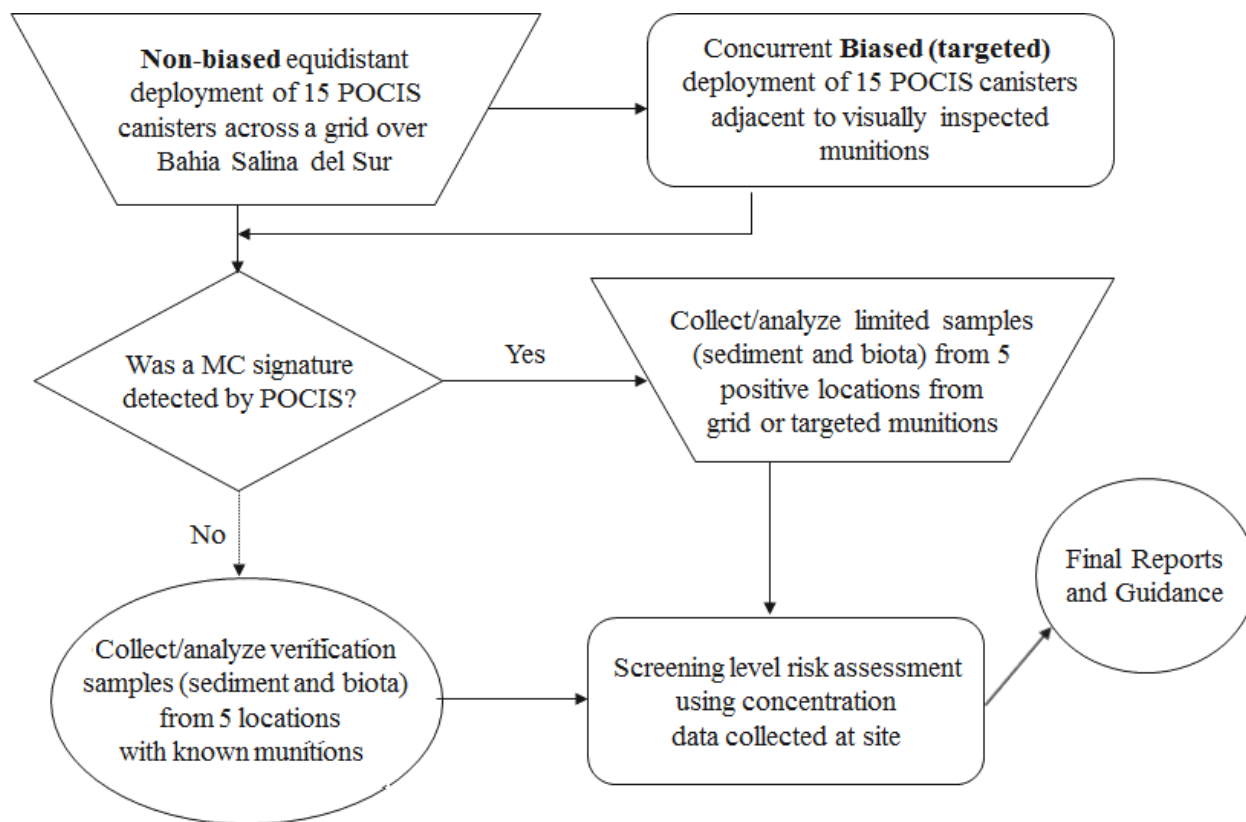 Non-biased equidistant
deployment of 15 POCIS
canisters across a grid over
Bahia Salina del Sur
Concurrent Biased (targeted)
deployment of 15 POCIS canisters
adjacent to visually inspected
munitions
Was a MC signature
detected by POCIS?
Yes
Collect/analyze limited samples
(sediment and biota) from 5
positive locations from
grid or targeted munitions
No
Collect/analyze verification
samples (sediment and biota)
from 5 locations
with known munitions
Screening level risk assessment
using concentration
data collected at site
Final Reports
and Guidance